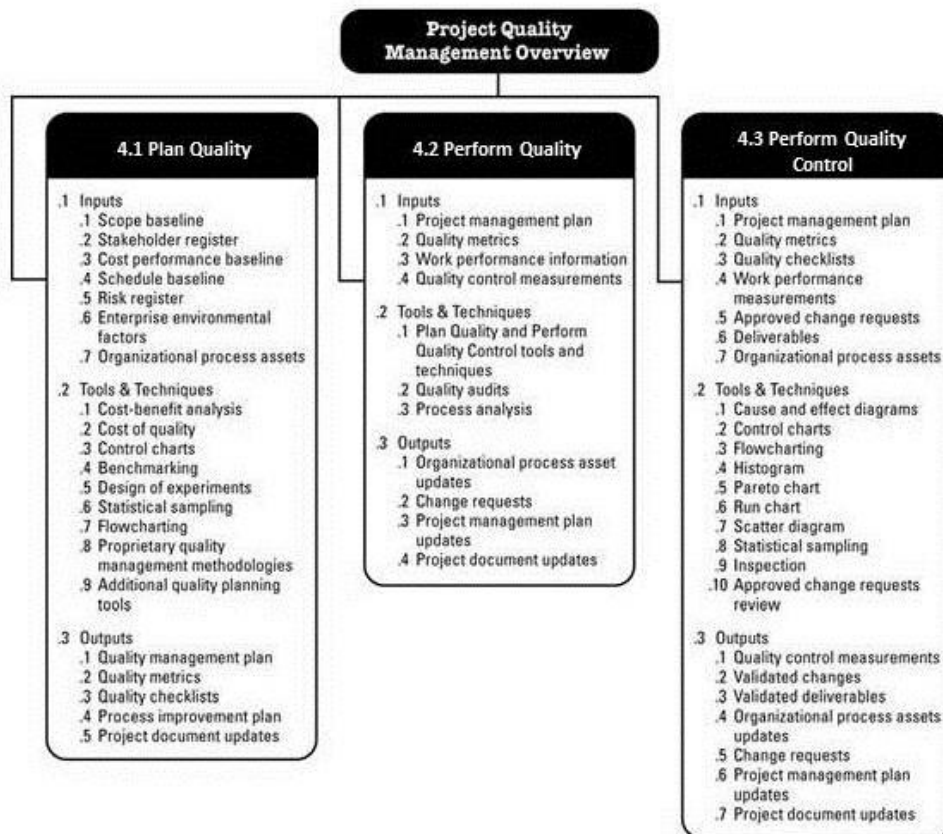 Project Quality
Management Overview
4.1 Plan Quality
.1 Inputs
.1 Scope baseline
.2 Stakeholder register
.3 Cost performance baseline
.4 Schedule baseline
.5 Risk register
.6 Enterprise environmental
factors
.7 Organizational process assets
.2 Tools & Techniques
.1 Cost-benefit analysis
.2 Cost of quality
.3 Control charts
.4 Benchmarking
.5 Design of experiments
.6 Statistical sampling
.7 Flowcharting
.8 Proprietary quality
management methodologies
.9 Additional quality planning
tools
.3 Outputs
.1 Quality management plan
.2 Quality metrics
.3 Quality checklists
.4 Process improvement plan
.5 Project document updates
4.2 Perform Quality
.1 Inputs
.1 Project management plan
.2 Quality metrics
.3 Work performance information
.4 Quality control measurements
.2 Tools & Techniques
.1 Plan Quality and Perform
Quality Control tools and
techniques
.2 Quality audits
.3 Process analysis
.3 Outputs
.1 Organizational process asset
updates
.2 Change requests
.3 Project management plan
updates
.4 Project document updates
4.3 Perform Quality
Control
.1 Inputs
.1 Project management plan
.2 Quality metrics
.3 Quality checklists
.4 Work performance
measurements
.5 Approved change requests
.6 Deliverables
.7 Organizational process assets
.2 Tools & Techniques
.1 Cause and effect diagrams
.2 Control charts
.3 Flowcharting
.4 Histogram
.5 Pareto chart
.6 Run chart
.7 Scatter diagram
.8 Statistical sampling
.9 Inspection
.10 Approved change requests
review
.3 Outputs
.1 Quality control measurements
.2 Validated changes
.3 Validated deliverables
.4 Organizational process assets
updates
.5 Change requests
.6 Project management plan
updates
.7 Project document updates